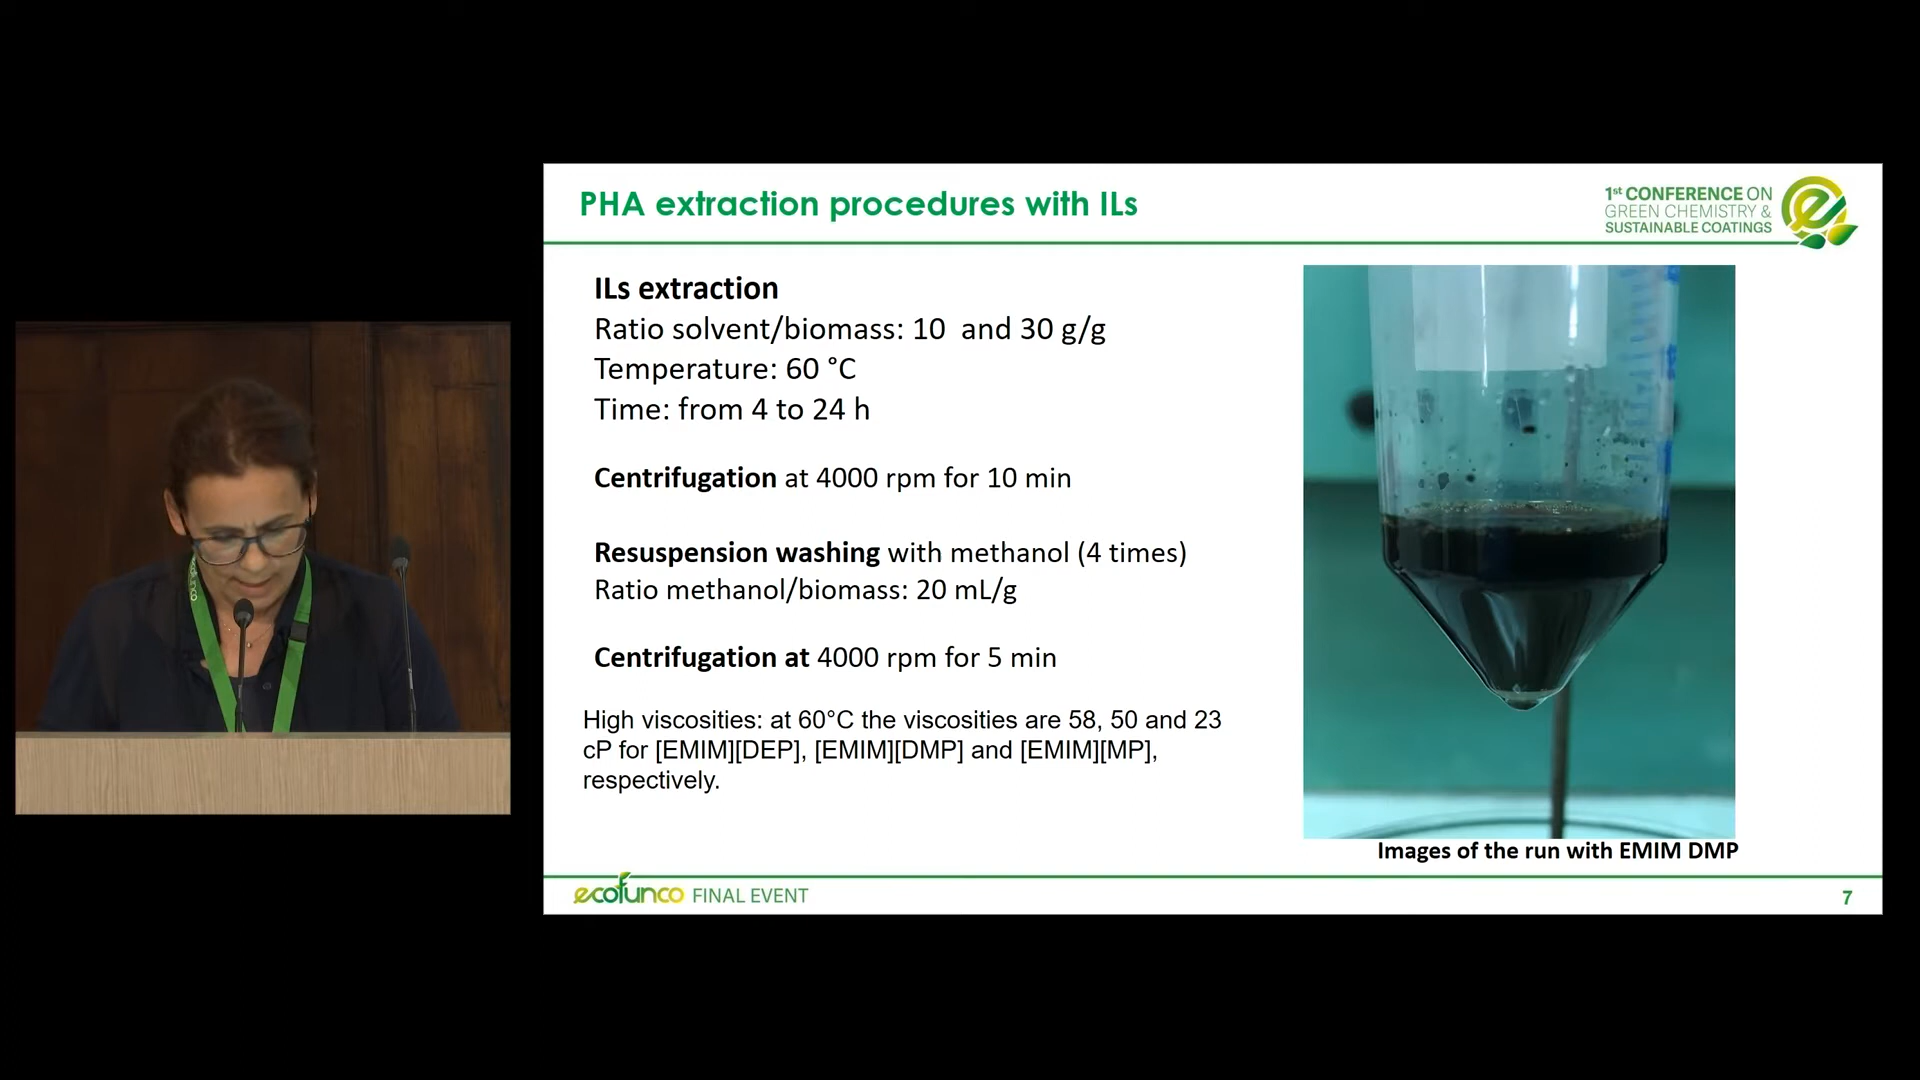 PHA extraction procedures with ILs
1st CONFERENCE ON
GREEN CHEMISTRY &
SUSTAINABLE COATINGS
ILs extraction
Ratio solvent/biomass: 10  and 30 g/g
Temperature: 60 °C
Time: from 4 to 24 h
Centrifugation at 4000 rpm for 10 min
Resuspension washing with methanol (4 times)
Ratio methanol/biomass: 20 mL/g
Centrifugation at 4000 rpm for 5 min
High viscosities: at 60°C the viscosities are 58, 50 and 23
cP for [EMIM][DEP], [EMIM][DMP] and [EMIM][MP],
respectively.
Images of the run with EMIM DMP
ecofunco FINAL EVENT
7